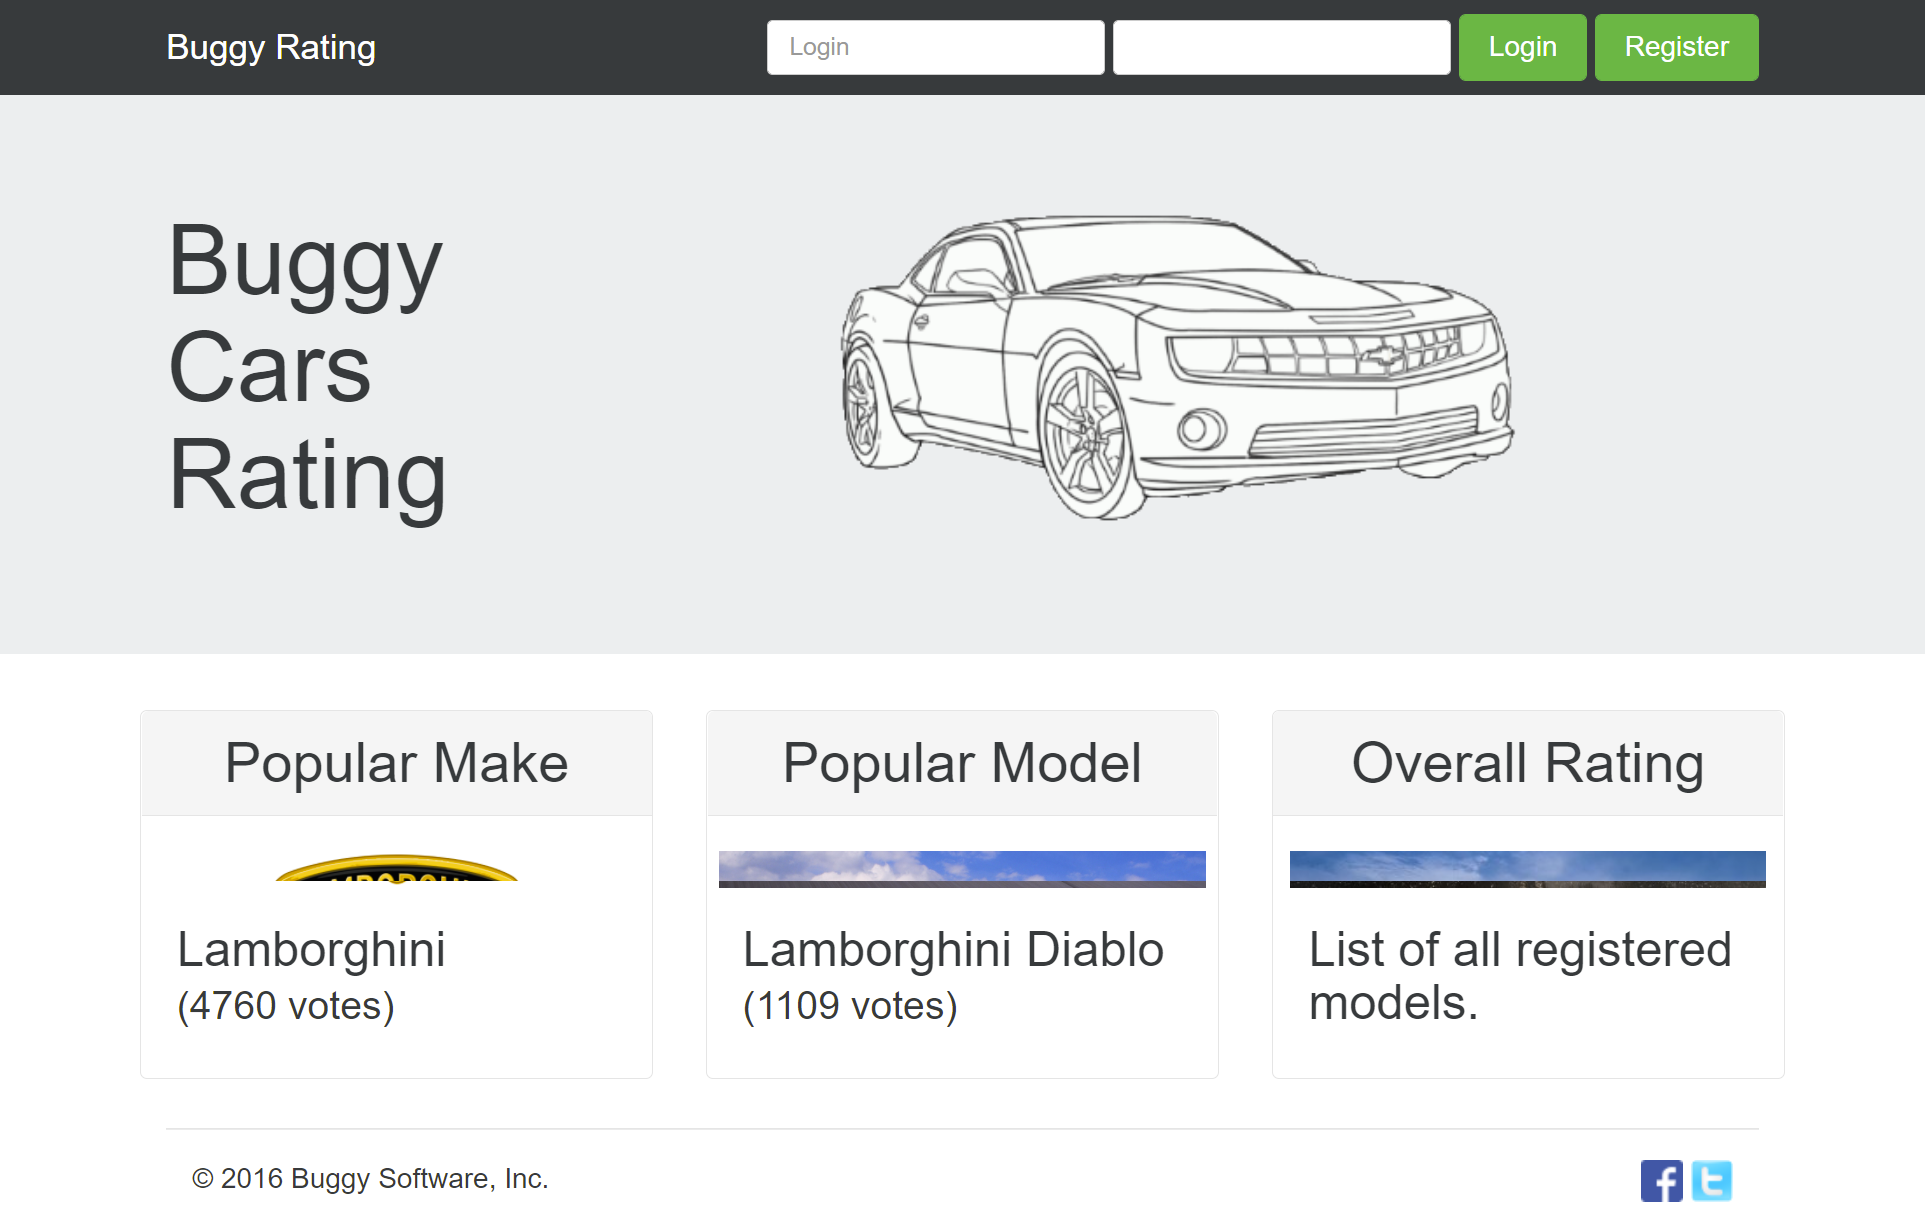 Buggy Rating
Login
Login
Register
Buggy
Cars
Rating
Popular Make
Popular Model
Overall Rating
Lamborghini
(4760 votes)
Lamborghini Diablo
(1109 votes)
List of all registered
models.
© 2016 Buggy Software, Inc.